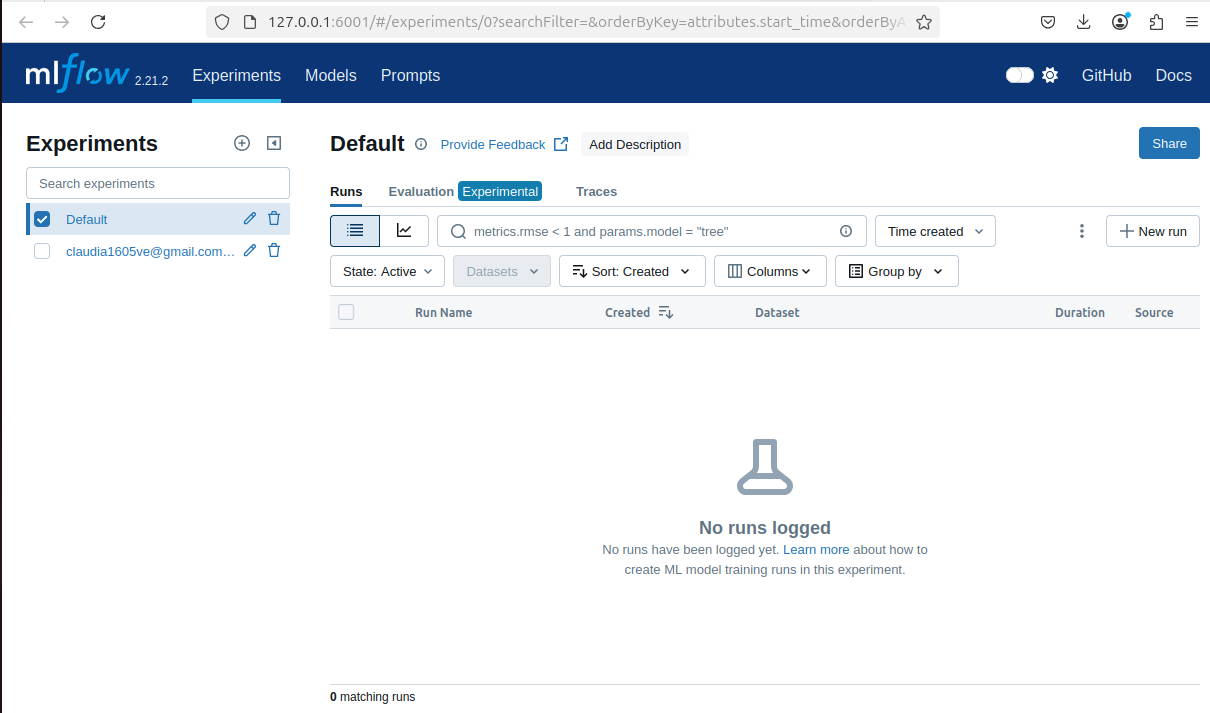 127.0.0.1:6001/#/experiments/0?searchFilter=&orderByKey=attributes.start_time&orderByA
mlflow 2.21.2 Experiments Models Prompts GitHub Docs
Experiments
Search experiments
Default
claudia1605ve@gmail.com...
Default Provide Feedback Add Description Share
Runs Evaluation Experimental Traces
metrics.rmse < 1 and params.model = "tree" Time created New run
State: Active Datasets Sort: Created Columns Group by
Run Name Created Dataset Duration Source
No runs logged
No runs have been logged yet. Learn more about how to
create ML model training runs in this experiment.
0 matching runs